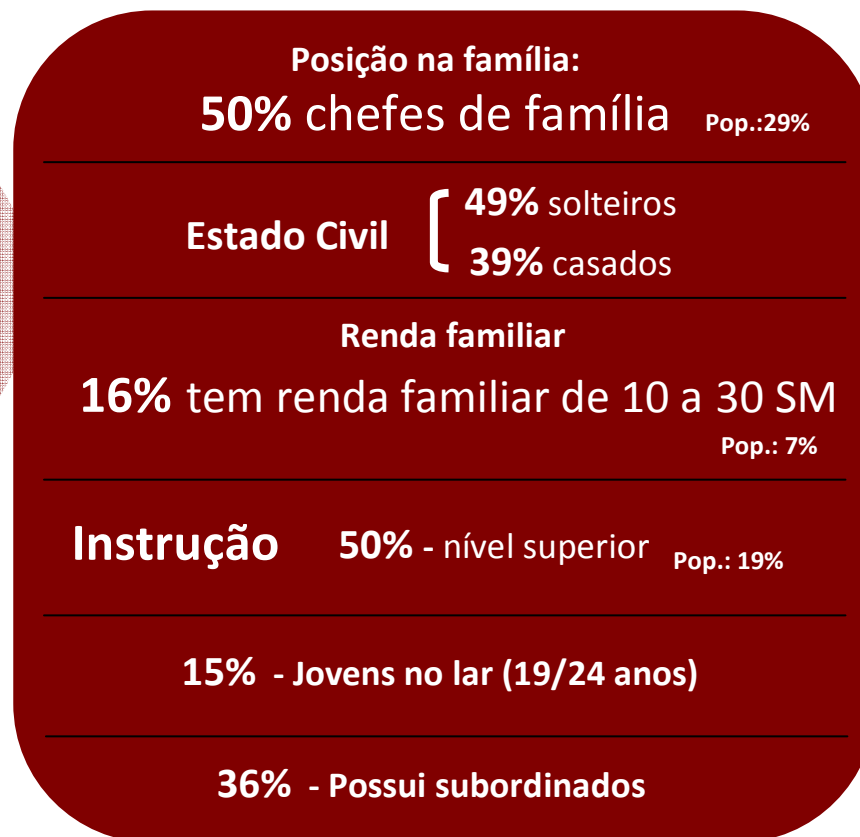 Posição na família:
50% chefes de família Pop.:29%
49% solteiros
Estado Civil
39% casados
Renda familiar
16% tem renda familiar de 10 a 30 SM
Pop.: 7%
Instrução 50% - nível superior Pop.: 19%
15% - Jovens no lar (19/24 anos)
36% - Possui subordinados